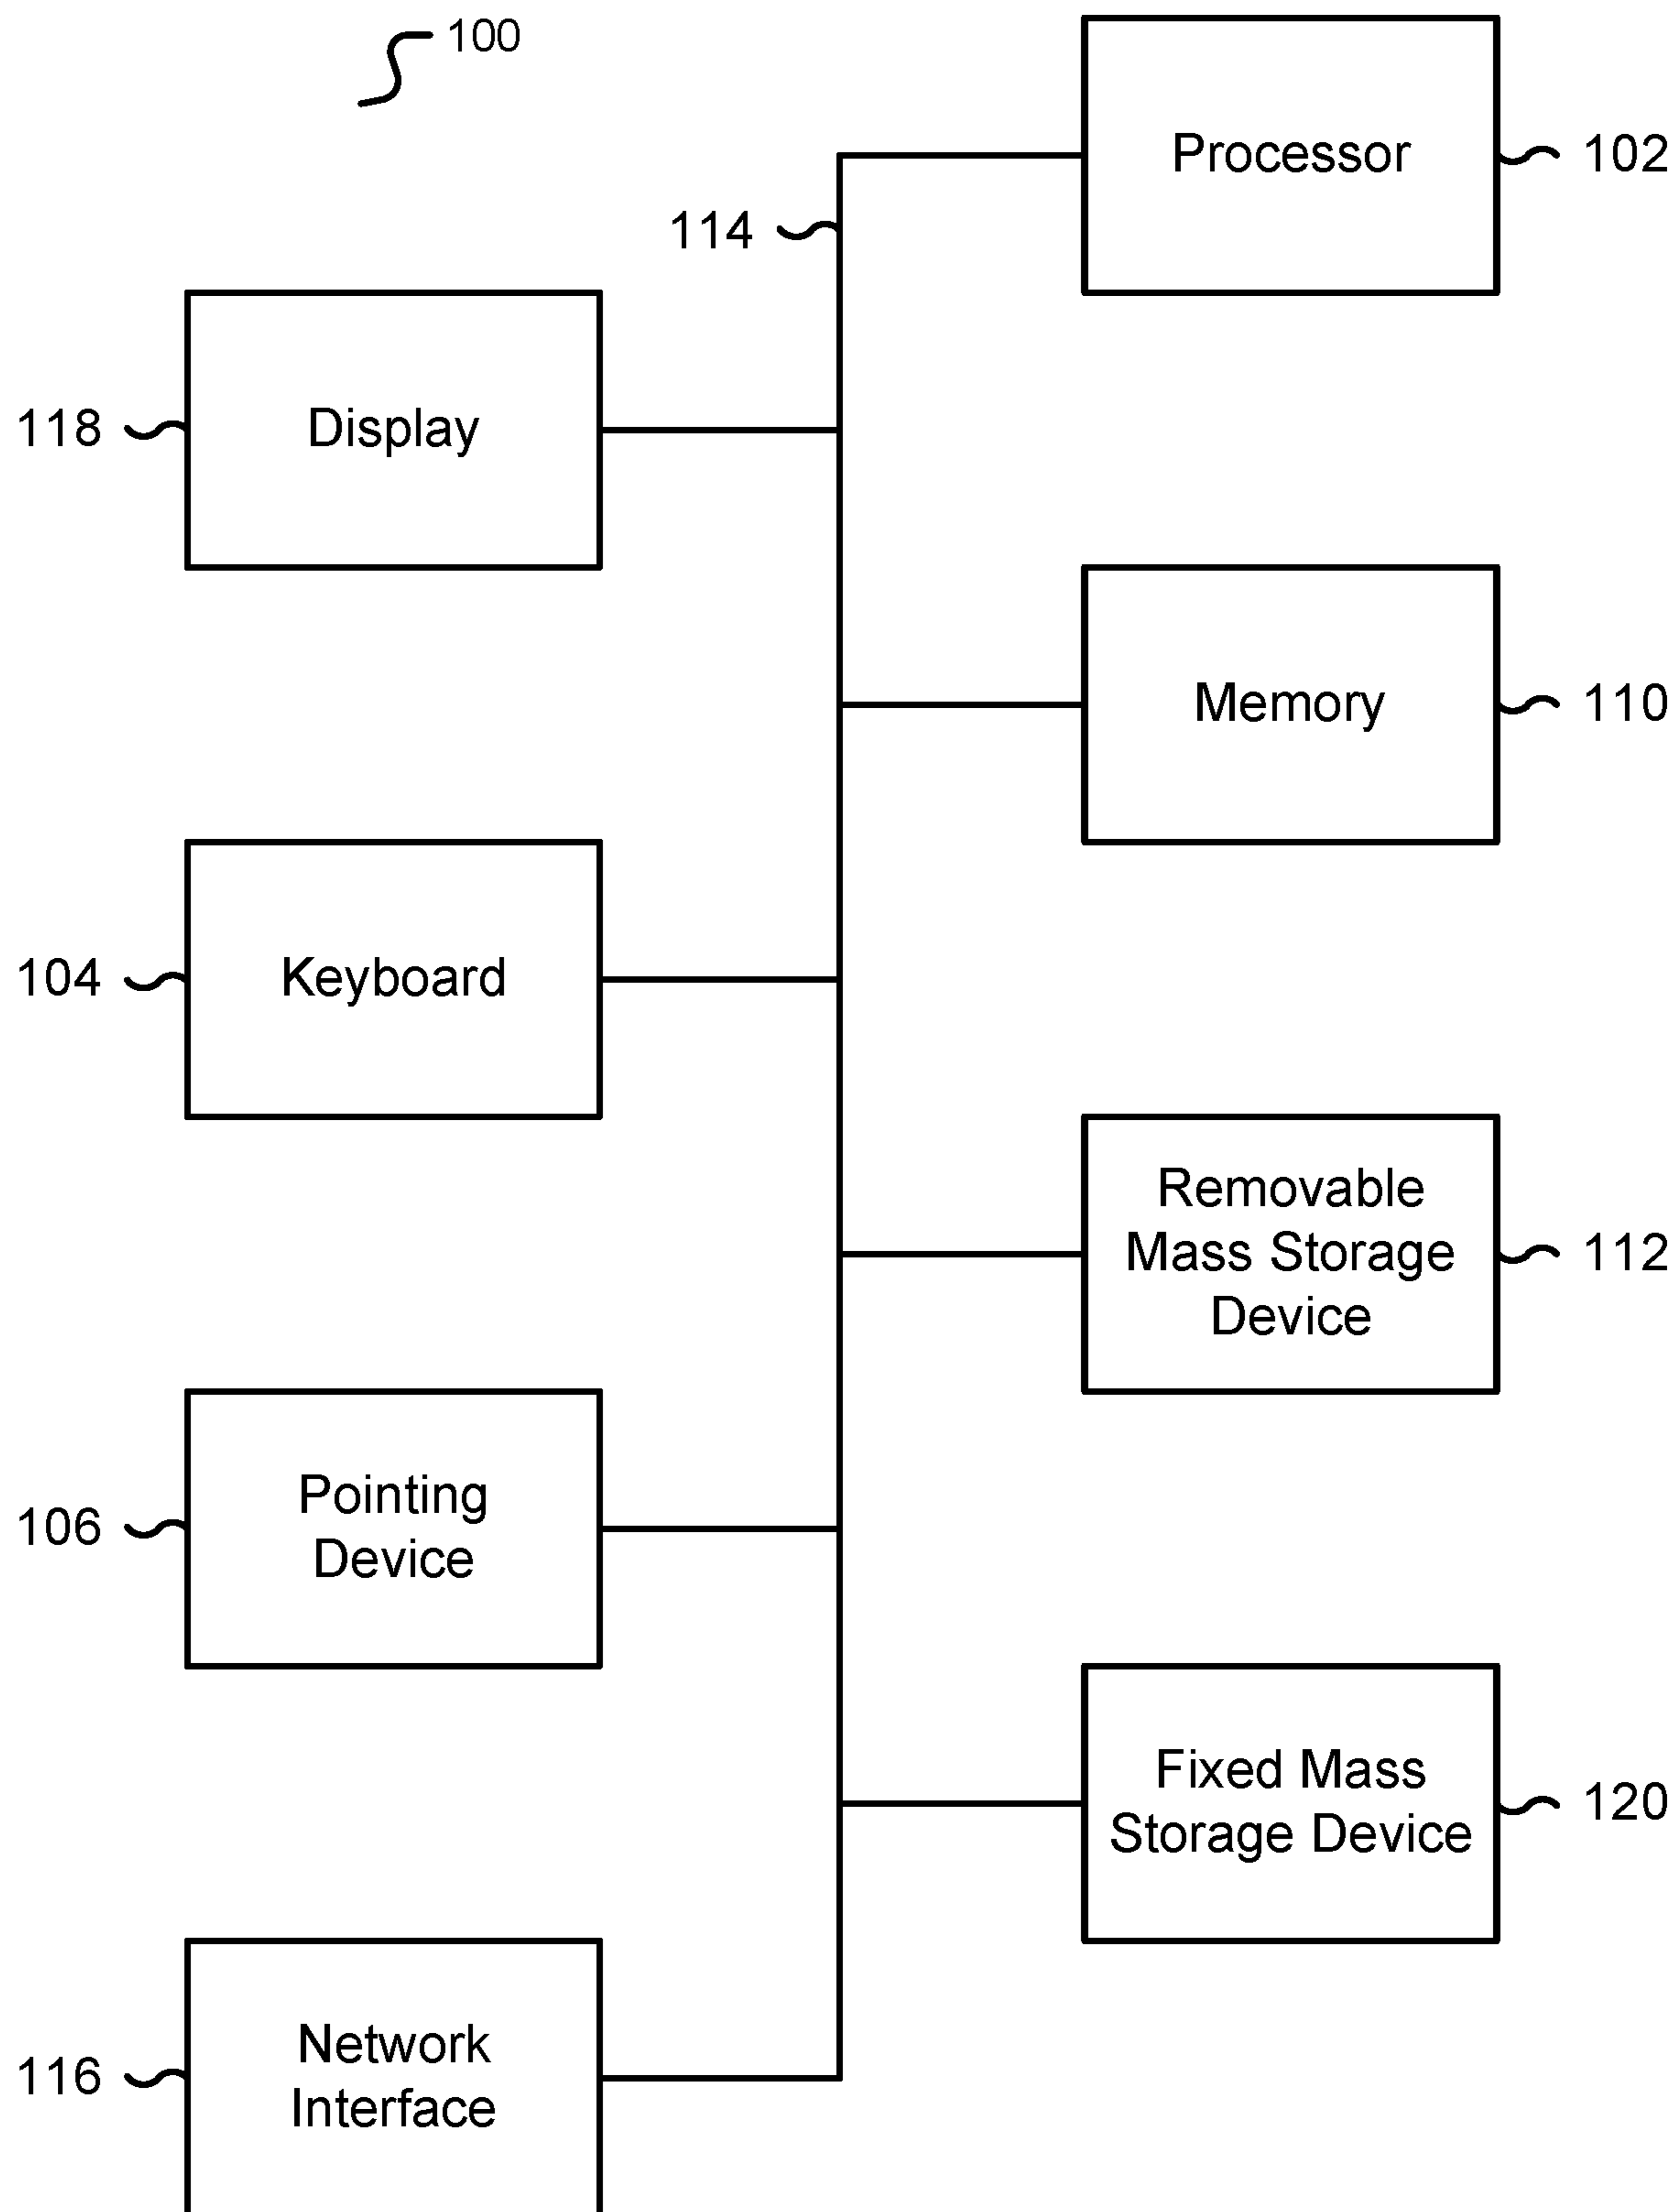 100
Processor
102
114
118
Display
Memory
110
104
Keyboard
Removable
Mass Storage
Device
112
106
Pointing
Device
Fixed Mass
Storage Device
120
116
Network
Interface